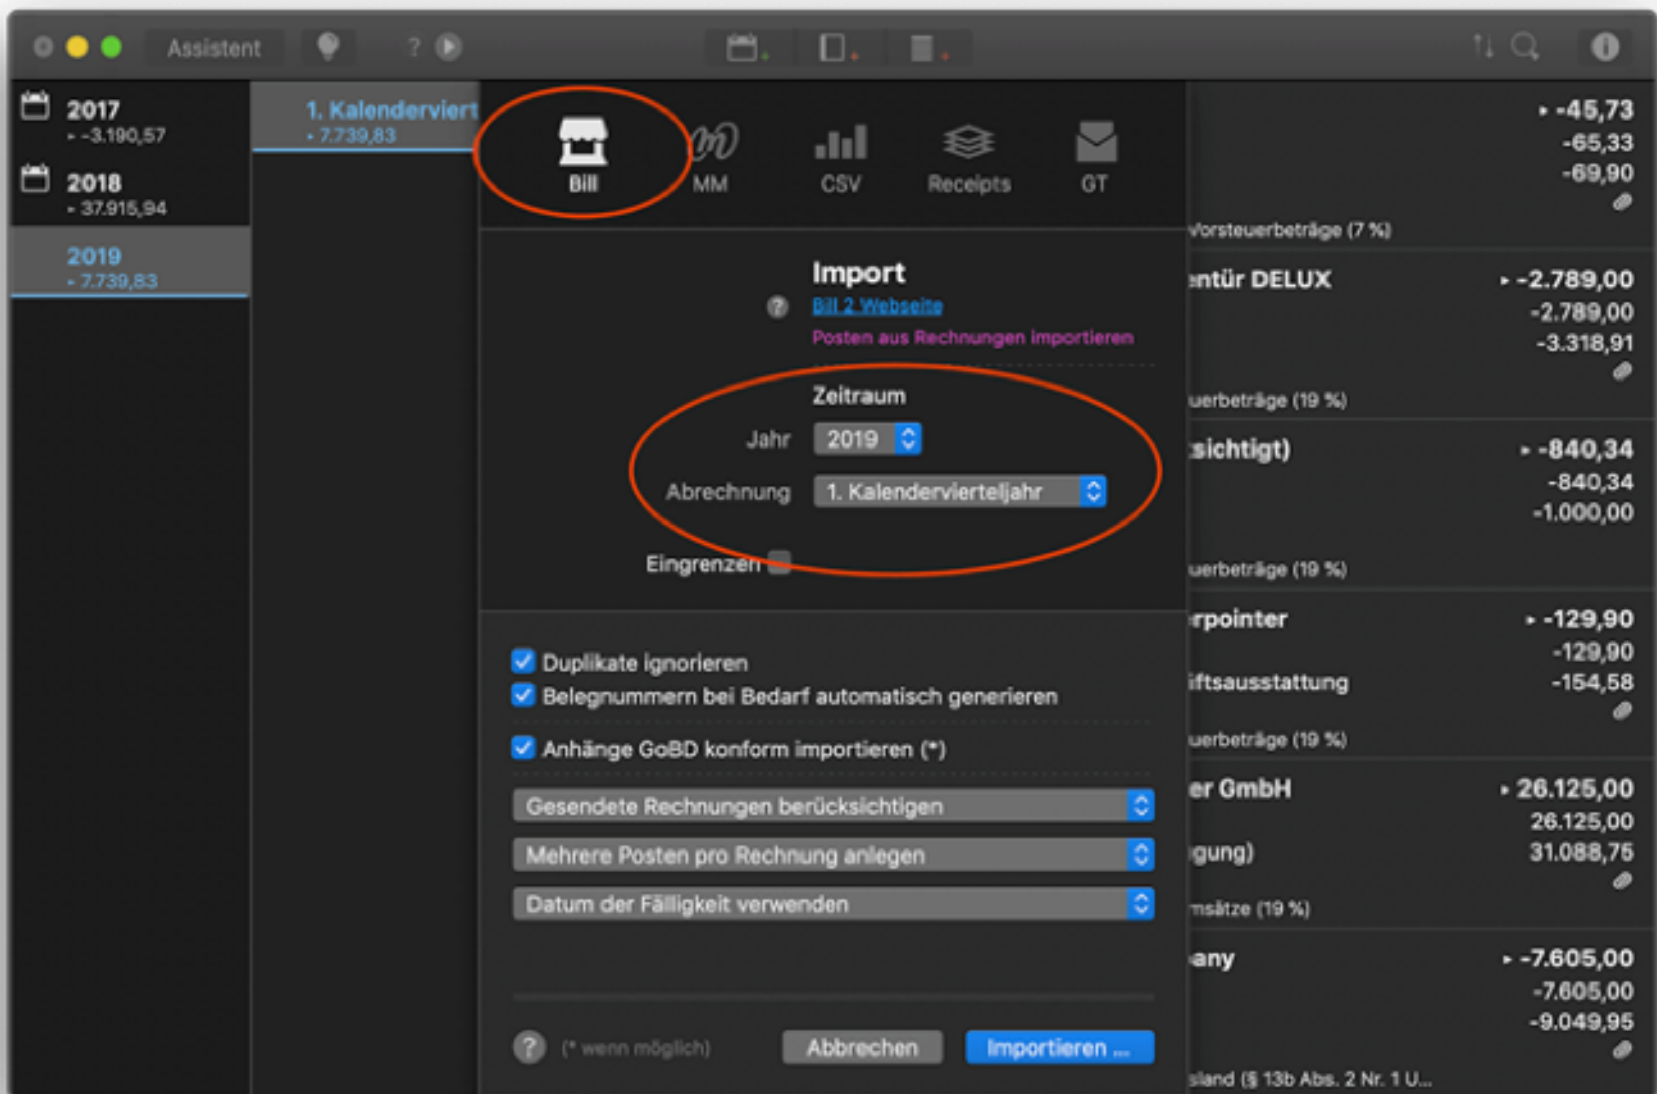 Assistent
?
2017
-3.190,57
2018
37.915,94
2019
7.739,83
1. Kalenderviert
7.739,83
Bill
MM
CSV
Receipts
GT
Import
?
Bill 2 Webseite
Posten aus Rechnungen importieren
Zeitraum
Jahr
2019
Abrechnung
1. Kalendervierteljahr
Eingrenzen
Duplikate ignorieren
Belegnummern bei Bedarf automatisch generieren
Anhänge GoBD konform importieren (*)
Gesendete Rechnungen berücksichtigen
Mehrere Posten pro Rechnung anlegen
Datum der Fälligkeit verwenden
? (* wenn möglich)
Abbrechen
Importieren ...
-45,73
-65,33
-69,90
Vorsteuerbeträge (7 %)
entür DELUX
-2.789,00
-2.789,00
-3.318,91
uerbeträge (19 %)
sichtigt)
-840,34
-840,34
-1.000,00
uerbeträge (19 %)
rpointer
-129,90
-129,90
iftsausstattung
-154,58
uerbeträge (19 %)
er GmbH
26.125,00
26.125,00
gung)
31.088,75
msätze (19 %)
any
-7.605,00
-7.605,00
-9.049,95
sland (§ 13b Abs. 2 Nr. 1 U...